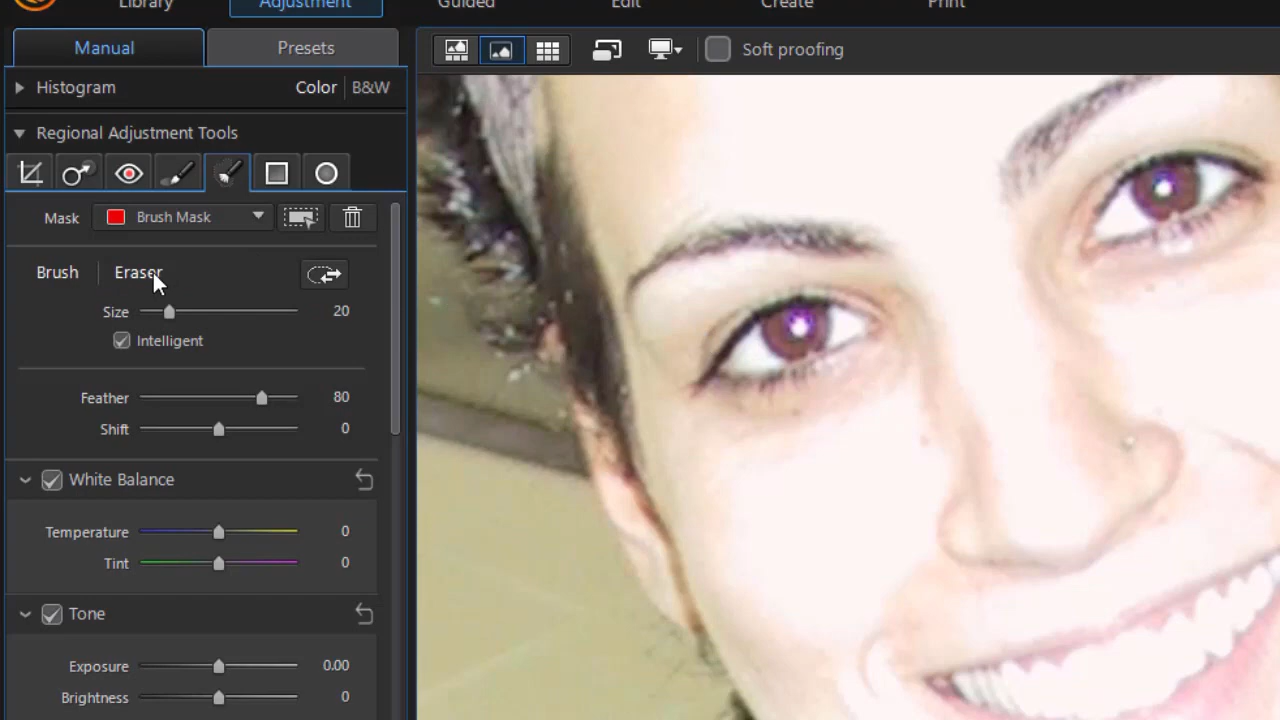 Library Adjustment Guided Edit Create Print
Manual Presets
Soft proofing
Histogram Color B&W
Regional Adjustment Tools
Mask Brush Mask
Brush Eraser
Size 20
Intelligent
Feather 80
Shift 0
White Balance
Temperature 0
Tint 0
Tone
Exposure 0.00
Brightness 0